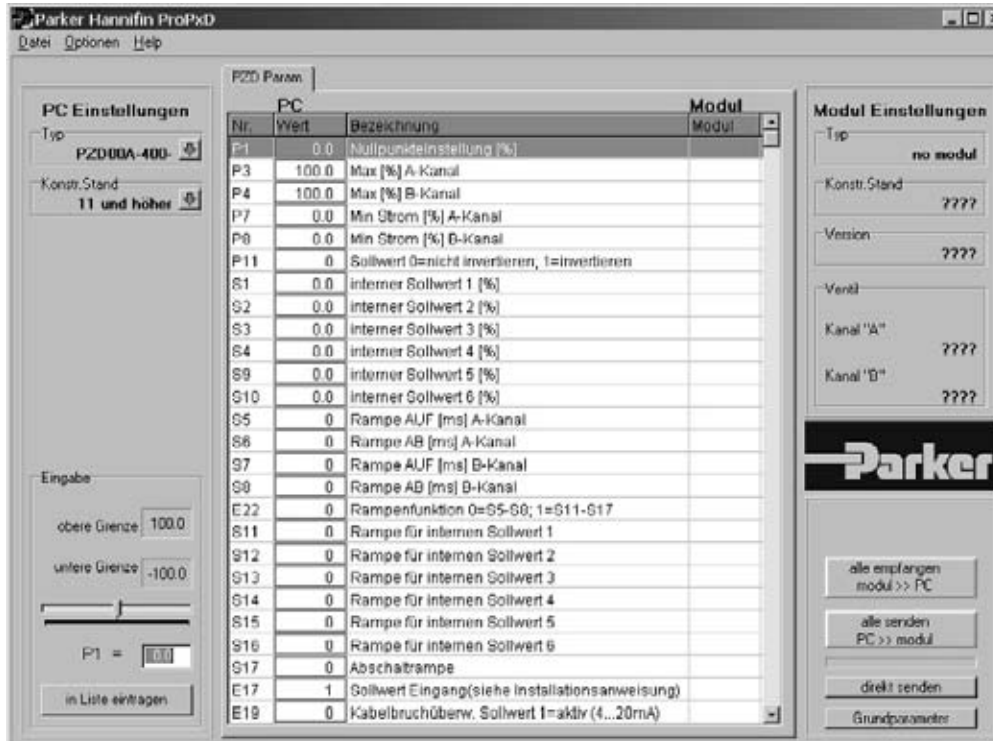 Parker Hannifin ProPxD
Datei Optionen Help
PZD Param
PC Einstellungen
Typ
PZD00A-400-
Konstr.Stand
11 und höher
Eingabe
obere Grenze 100.0
untere Grenze -100.0
P1 = 0.0
in Liste eintragen
PC Modul
Nr. Wert Bezeichnung Modul
P1 0.0 Nullpunkteinstellung [%]
P3 100.0 Max [%] A-Kanal
P4 100.0 Max [%] B-Kanal
P7 0.0 Min Strom [%] A-Kanal
P8 0.0 Min Strom [%] B-Kanal
P11 0 Sollwert 0=nicht invertieren, 1=invertieren
S1 0.0 interner Sollwert 1 [%]
S2 0.0 interner Sollwert 2 [%]
S3 0.0 interner Sollwert 3 [%]
S4 0.0 interner Sollwert 4 [%]
S9 0.0 interner Sollwert 5 [%]
S10 0.0 interner Sollwert 6 [%]
S5 0 Rampe AUF [ms] A-Kanal
S6 0 Rampe AB [ms] A-Kanal
S7 0 Rampe AUF [ms] B-Kanal
S8 0 Rampe AB [ms] B-Kanal
E22 0 Rampenfunktion 0=S5-S8; 1=S11-S17
S11 0 Rampe für internen Sollwert 1
S12 0 Rampe für internen Sollwert 2
S13 0 Rampe für internen Sollwert 3
S14 0 Rampe für internen Sollwert 4
S15 0 Rampe für internen Sollwert 5
S16 0 Rampe für internen Sollwert 6
S17 0 Abschaltrampe
E17 1 Sollwert Eingang(siehe Installationsanweisung)
E19 0 Kabelbruchüberw. Sollwert 1=aktiv (4...20mA)
Modul Einstellungen
Typ
no modul
Konstr.Stand
????
Version
????
Ventil
Kanal "A"
????
Kanal "B"
????
Parker
alle empfangen
modul >> PC
alle senden
PC >> modul
direkt senden
Grundparameter